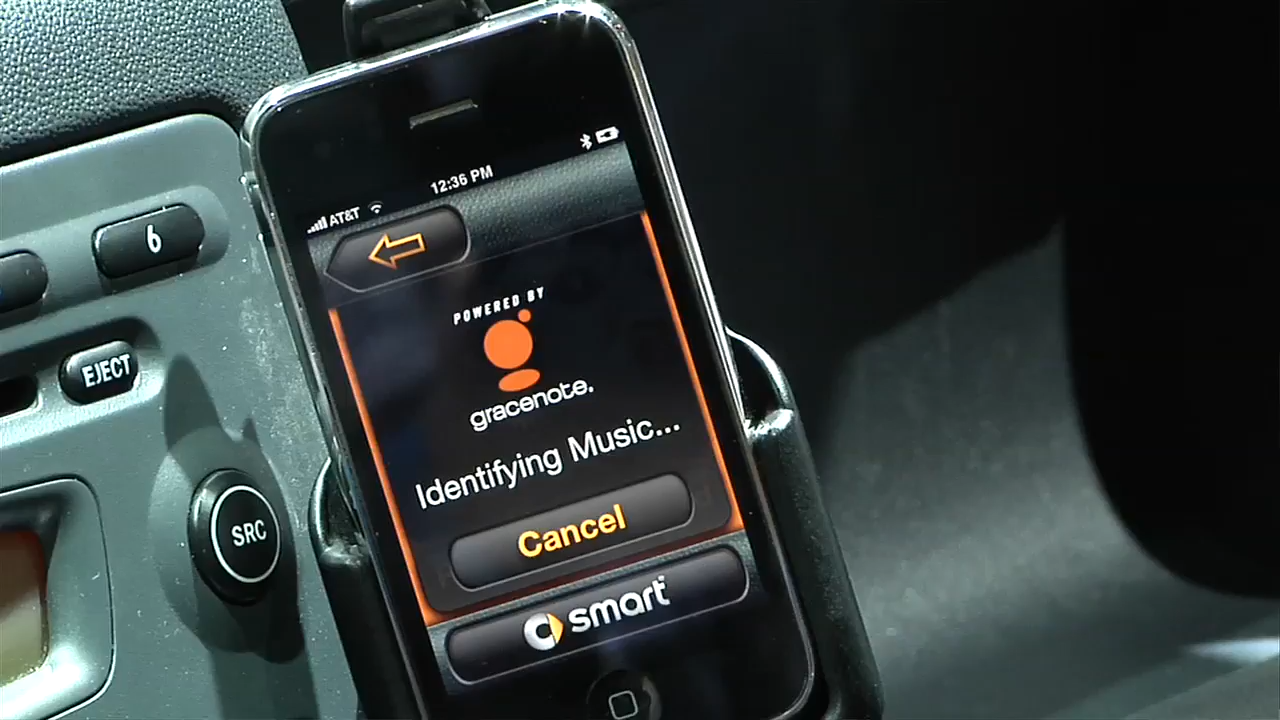 12:36 PM
AT&T
6
POWERED BY
gracenote.
EJECT
Identifying Music...
Cancel
SRC
smart